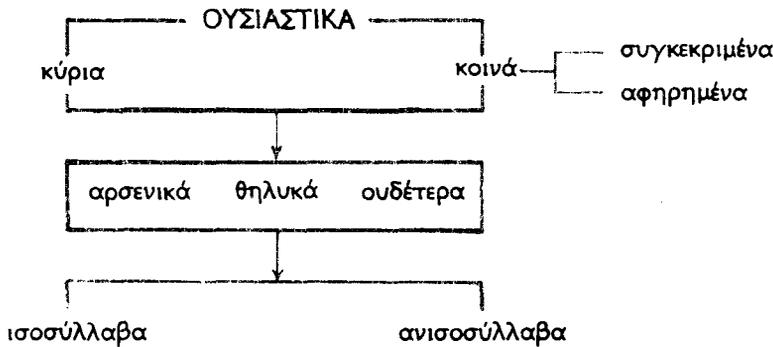 ΟΥΣΙΑΣΤΙΚΑ
κύρια
κοινά
συγκεκριμένα
αφηρημένα
αρσενικά θηλυκά ουδέτερα
ισοσύλλαβα ανισοσύλλαβα